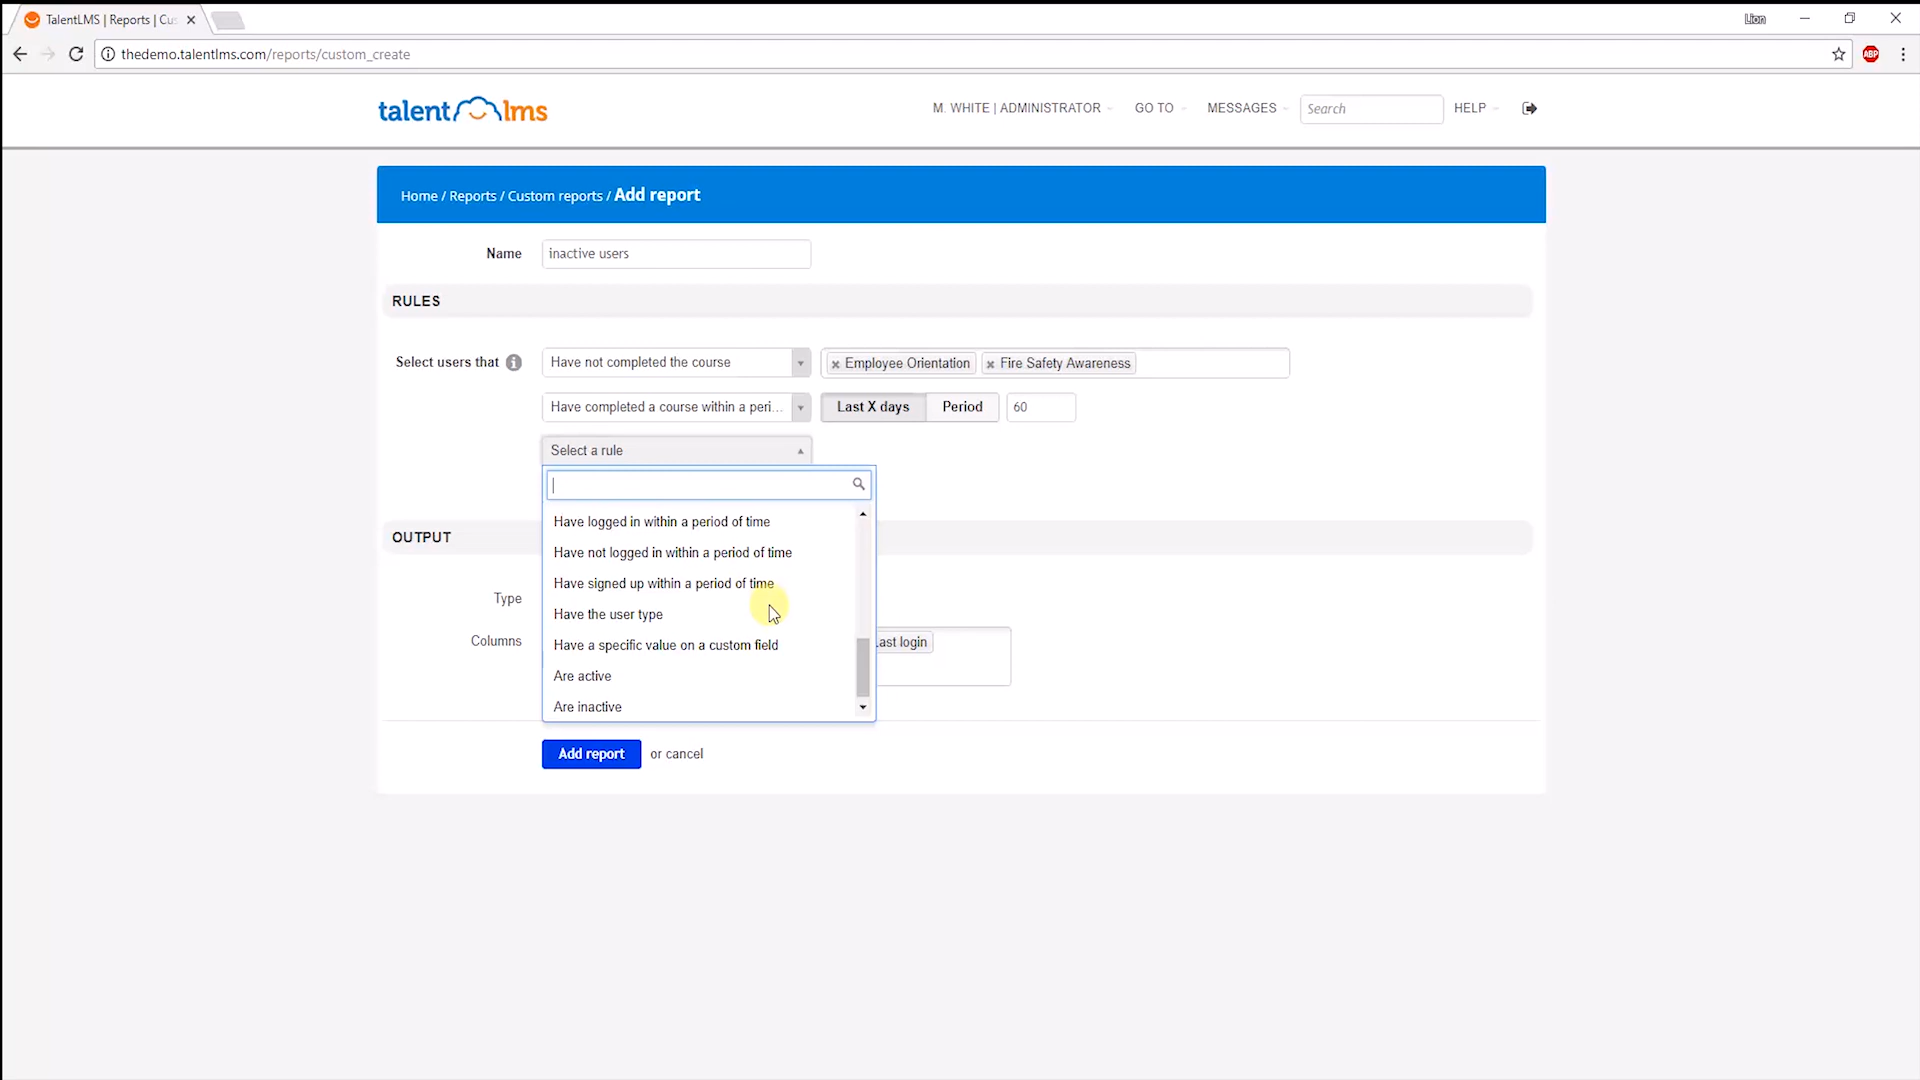 TalentLMS | Reports | Cus
Lion
thedemo.talentlms.com/reports/custom_create
ABP
talent lms
M. WHITE | ADMINISTRATOR
GO TO
MESSAGES
Search
HELP
Home / Reports / Custom reports / Add report
Name
inactive users
RULES
Select users that
Have not completed the course
Employee Orientation
Fire Safety Awareness
Have completed a course within a peri...
Last X days
Period
60
Select a rule
Have logged in within a period of time
Have not logged in within a period of time
Have signed up within a period of time
Have the user type
Have a specific value on a custom field
Are active
Are inactive
OUTPUT
Type
Columns
Last login
Add report
or cancel